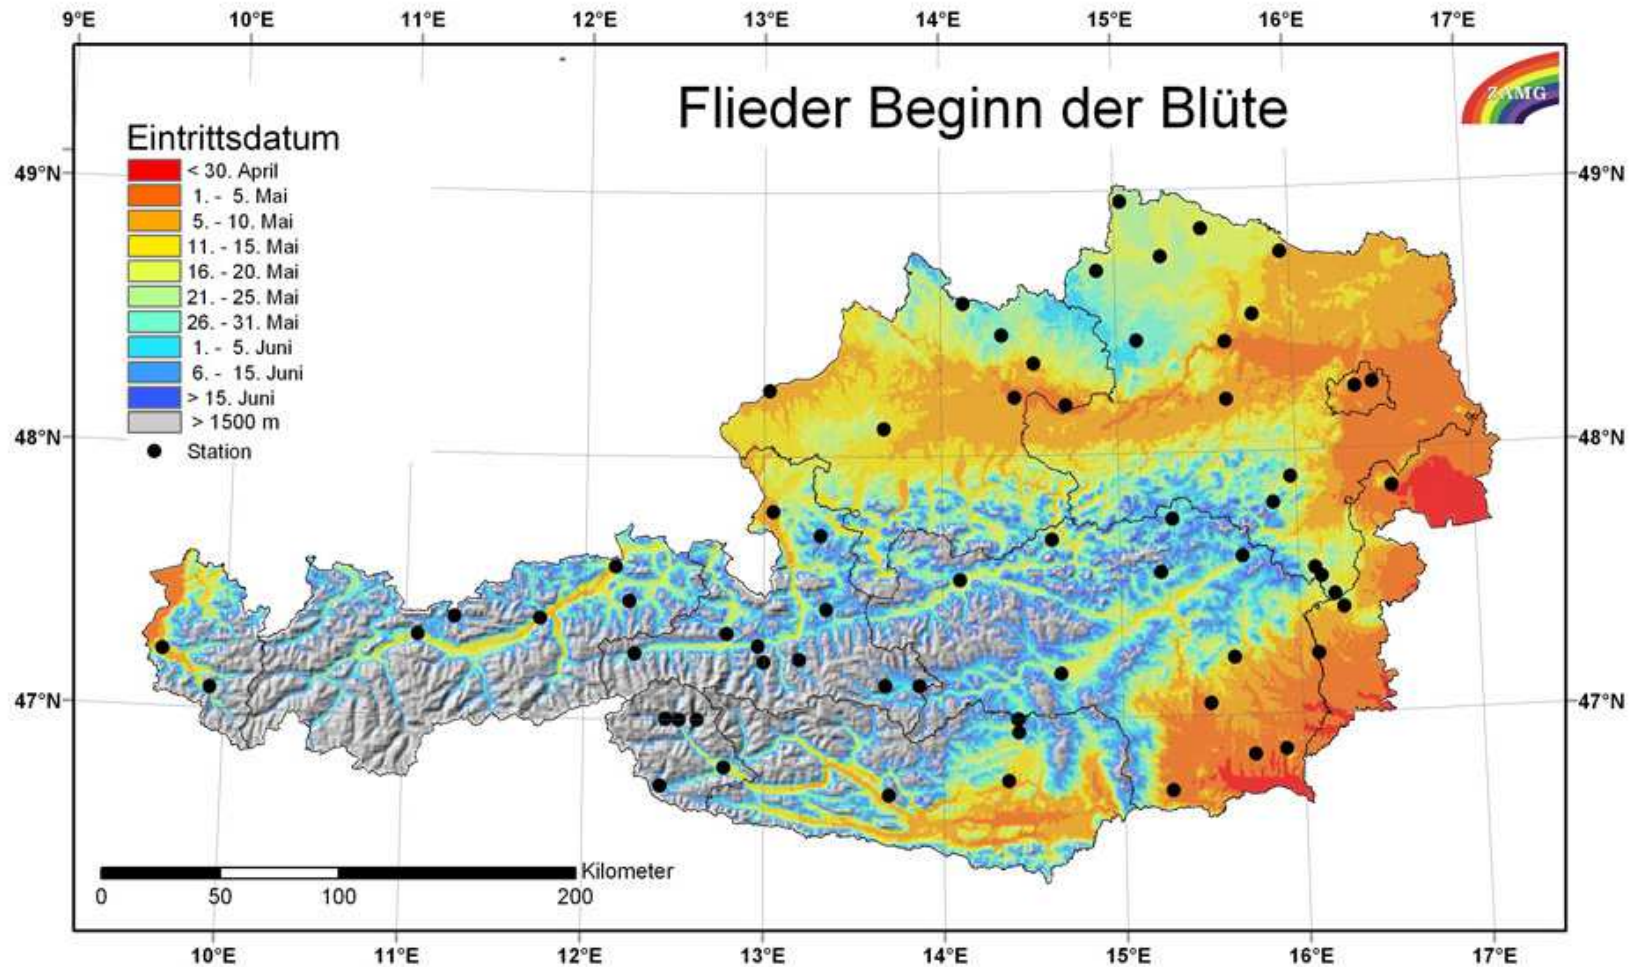 9°E 10°E 11°E 12°E 13°E 14°E 15°E 16°E 17°E
Flieder Beginn der Blüte
ZAMG
Eintrittsdatum
< 30. April
1. - 5. Mai
5. - 10. Mai
11. - 15. Mai
16. - 20. Mai
21. - 25. Mai
26. - 31. Mai
1. - 5. Juni
6. - 15. Juni
> 15. Juni
> 1500 m
Station
49°N 49°N
48°N 48°N
47°N 47°N
Kilometer
0 50 100 200
10°E 11°E 12°E 13°E 14°E 15°E 16°E 17°E